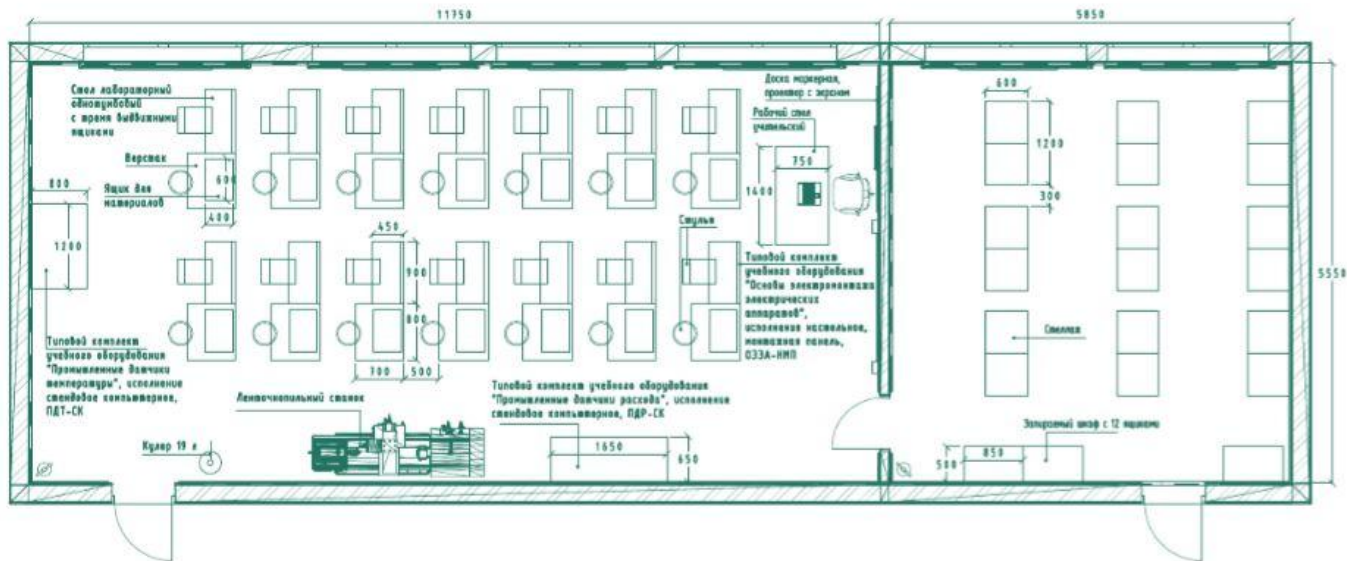 11750
5850
Стол лабораторный
однотумбовый
с тремя выдвижными
ящиками
Верстак
Ящик для
материалов
800
1200
600
400
450
900
800
700
500
Доска маркерная,
проектор с экраном
Рабочий стол
учительский
750
1400
Стулья
Типовой комплект
учебного оборудования
"Основы электромонтажа
электрических
аппаратов",
исполнение настольное,
монтажная панель,
ОЭЭА-НМП
600
1200
300
5550
Стеллаж
Типовой комплект
учебного оборудования
"Промышленные датчики
температуры", исполнение
стендовое компьютерное,
ПДТ-СК
Ленточнопильный станок
Кулер 19 л
Типовой комплект учебного оборудования
"Промышленные датчики расхода", исполнение
стендовое компьютерное, ПДР-СК
1650
650
Запираемый шкаф с 12 ящиками
500
850